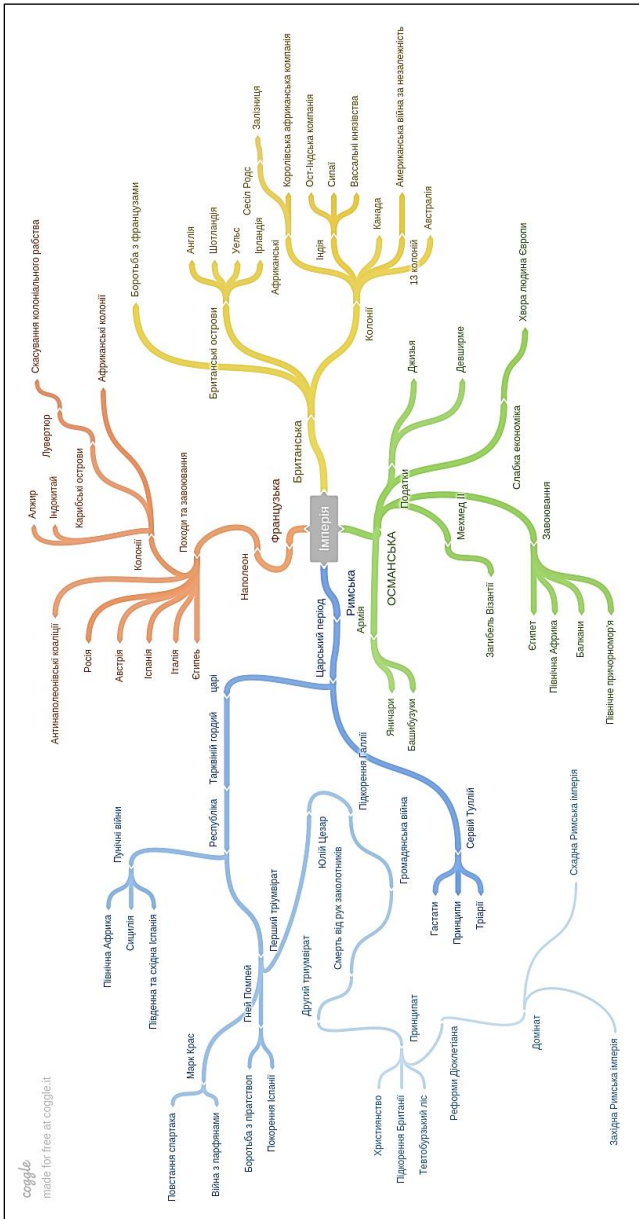 coggle
made for free at coggle.it
Імперія
Британська
Боротьба з французами
Британські острови
Англія
Шотландія
Уельс
Ірландія
Колонії
Африканські
Сесіл Родс
Залізниця
Королівська африканська компанія
Індія
Ост-Індська компанія
Сипаї
Вассальні князівства
Канада
13 колоній
Американська війна за незалежність
Австралія
Французька
Наполеон
Походи та завоювання
Колонії
Алжир
Індокитай
Карибські острови
Лувертюр
Скасування колоніального рабства
Африканські колонії
Антинаполеонівські коаліції
Росія
Австрія
Іспанія
Італія
Єгипеь
ОСМАНСЬКА
Податки
Джизья
Девширме
Слабка економіка
Хвора людина Європи
Мехмед II
Загибель Візантії
Завоювання
Єгипет
Північна Африка
Балкани
Північне причорномор'я
Армія
Яничари
Башибузуки
Римська
Царський період
царі
Тарквіній гордий
Республіка
Пунічні війни
Північна Африка
Сицилія
Південна та східна Іспанія
Перший тріумвірат
Гней Помпей
Марк Крас
Повстання спартака
Війна з парфянами
Боротьба з піратствоп
Покорення Іспанії
Юлій Цезар
Підкорення Галлії
Громадянська війна
Смерть від рук заколотників
Другий триумвірат
Принципат
Християнство
Підкорення Британії
Тевтобурзький ліс
Реформи Діоклетіана
Домінат
Схадна Римська імперія
Західна Римська імперія
Сервій Туллій
Гастати
Принципи
Тріарії